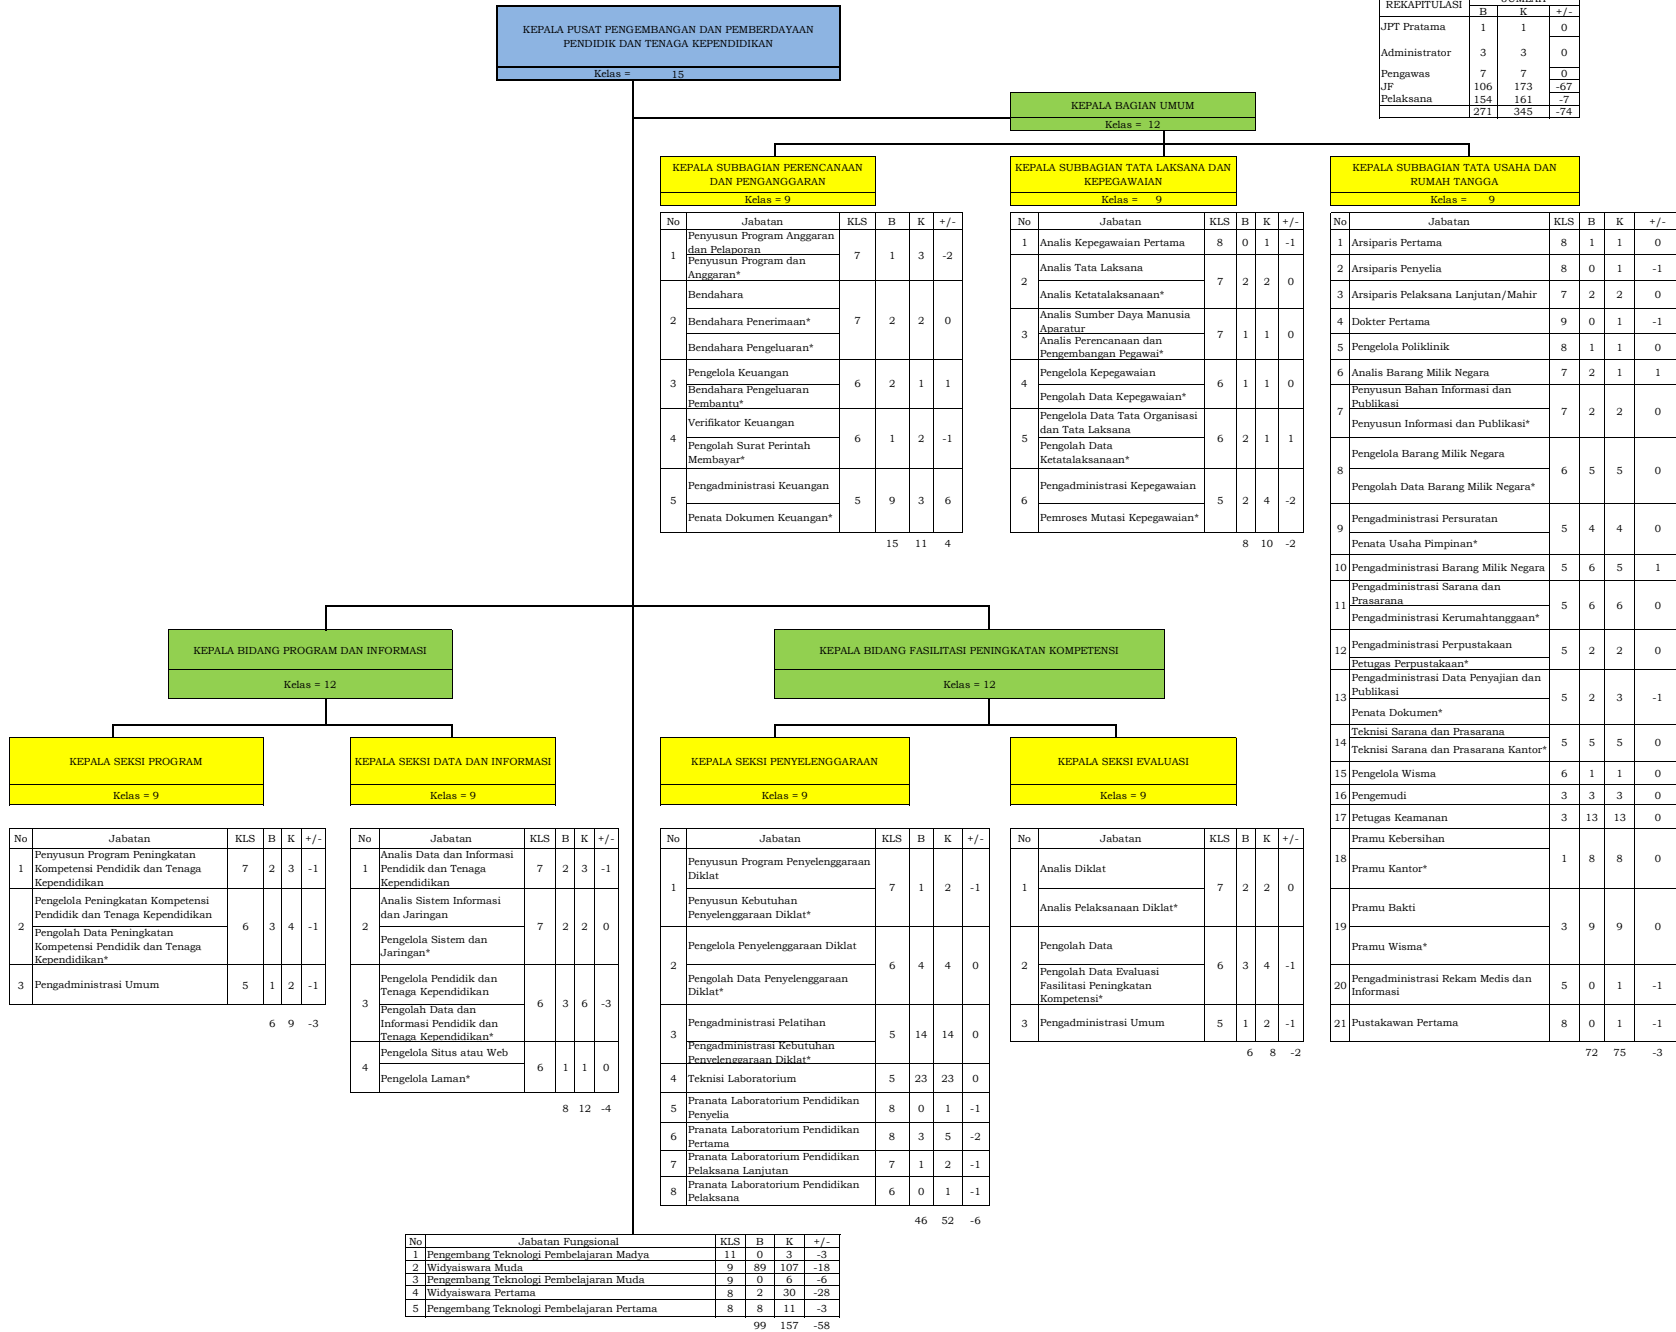 REKAPITULASI JUMLAH
B K +/-
JPT Pratama 1 1 0
Administrator 3 3 0
Pengawas 7 7 0
JF 106 173 -67
Pelaksana 154 161 -7
271 345 -74
KEPALA PUSAT PENGEMBANGAN DAN PEMBERDAYAAN
PENDIDIK DAN TENAGA KEPENDIDIKAN
Kelas = 15
KEPALA BAGIAN UMUM
Kelas = 12
KEPALA SUBBAGIAN PERENCANAAN
DAN PENGANGGARAN
Kelas = 9
No Jabatan KLS B K +/-
1 Penyusun Program Anggaran
dan Pelaporan
Penyusun Program dan
Anggaran*
7 1 3 -2
Bendahara
2 Bendahara Penerimaan* 7 2 2 0
Bendahara Pengeluaran*
3 Pengelola Keuangan 6 2 1 1
Bendahara Pengeluaran
Pembantu*
4 Verifikator Keuangan 6 1 2 -1
Pengolah Surat Perintah
Membayar*
5 Pengadministrasi Keuangan 5 9 3 6
Penata Dokumen Keuangan*
15 11 4
KEPALA SUBBAGIAN TATA LAKSANA DAN
KEPEGAWAIAN
Kelas = 9
No Jabatan KLS B K +/-
1 Analis Kepegawaian Pertama 8 0 1 -1
2 Analis Tata Laksana 7 2 2 0
Analis Ketatalaksanaan*
3 Analis Sumber Daya Manusia
Aparatur
Analis Perencanaan dan
Pengembangan Pegawai*
7 1 1 0
4 Pengelola Kepegawaian 6 1 1 0
Pengolah Data Kepegawaian*
5 Pengelola Data Tata Organisasi
dan Tata Laksana
Pengolah Data
Ketatalaksanaan*
6 2 1 1
6 Pengadministrasi Kepegawaian 5 2 4 -2
Pemroses Mutasi Kepegawaian*
8 10 -2
KEPALA SUBBAGIAN TATA USAHA DAN
RUMAH TANGGA
Kelas = 9
No Jabatan KLS B K +/-
1 Arsiparis Pertama 8 1 1 0
2 Arsiparis Penyelia 8 0 1 -1
3 Arsiparis Pelaksana Lanjutan/Mahir 7 2 2 0
4 Dokter Pertama 9 0 1 -1
5 Pengelola Poliklinik 8 1 1 0
6 Analis Barang Milik Negara 7 2 1 1
7 Penyusun Bahan Informasi dan
Publikasi
Penyusun Informasi dan Publikasi*
7 2 2 0
8 Pengelola Barang Milik Negara 6 5 5 0
Pengolah Data Barang Milik Negara*
9 Pengadministrasi Persuratan 5 4 4 0
Penata Usaha Pimpinan*
10 Pengadministrasi Barang Milik Negara 5 6 5 1
11 Pengadministrasi Sarana dan
Prasarana
Pengadministrasi Kerumahtanggaan*
5 6 6 0
12 Pengadministrasi Perpustakaan 5 2 2 0
Petugas Perpustakaan*
13 Pengadministrasi Data Penyajian dan
Publikasi
Penata Dokumen*
5 2 3 -1
14 Teknisi Sarana dan Prasarana 5 5 5 0
Teknisi Sarana dan Prasarana Kantor*
15 Pengelola Wisma 6 1 1 0
16 Pengemudi 3 3 3 0
17 Petugas Keamanan 3 13 13 0
18 Pramu Kebersihan 1 8 8 0
Pramu Kantor*
19 Pramu Bakti 3 9 9 0
Pramu Wisma*
20 Pengadministrasi Rekam Medis dan
Informasi
5 0 1 -1
21 Pustakawan Pertama 8 0 1 -1
72 75 -3
KEPALA BIDANG PROGRAM DAN INFORMASI
Kelas = 12
KEPALA BIDANG FASILITASI PENINGKATAN KOMPETENSI
Kelas = 12
KEPALA SEKSI PROGRAM
Kelas = 9
No Jabatan KLS B K +/-
1 Penyusun Program Peningkatan
Kompetensi Pendidik dan Tenaga
Kependidikan
7 2 3 -1
2 Pengelola Peningkatan Kompetensi
Pendidik dan Tenaga Kependidikan
Pengolah Data Peningkatan
Kompetensi Pendidik dan Tenaga
Kependidikan*
6 3 4 -1
3 Pengadministrasi Umum 5 1 2 -1
6 9 -3
KEPALA SEKSI DATA DAN INFORMASI
Kelas = 9
No Jabatan KLS B K +/-
1 Analis Data dan Informasi
Pendidik dan Tenaga
Kependidikan
7 2 3 -1
2 Analis Sistem Informasi
dan Jaringan
Pengelola Sistem dan
Jaringan*
7 2 2 0
3 Pengelola Pendidik dan
Tenaga Kependidikan
Pengolah Data dan
Informasi Pendidik dan
Tenaga Kependidikan*
6 3 6 -3
4 Pengelola Situs atau Web 6 1 1 0
Pengelola Laman*
8 12 -4
KEPALA SEKSI PENYELENGGARAAN
Kelas = 9
No Jabatan KLS B K +/-
1 Penyusun Program Penyelenggaraan
Diklat
Penyusun Kebutuhan
Penyelenggaraan Diklat*
7 1 2 -1
2 Pengelola Penyelenggaraan Diklat 6 4 4 0
Pengolah Data Penyelenggaraan
Diklat*
3 Pengadministrasi Pelatihan 5 14 14 0
Pengadministrasi Kebutuhan
Penyelenggaraan Diklat*
4 Teknisi Laboratorium 5 23 23 0
5 Pranata Laboratorium Pendidikan
Penyelia
8 0 1 -1
6 Pranata Laboratorium Pendidikan
Pertama
8 3 5 -2
7 Pranata Laboratorium Pendidikan
Pelaksana Lanjutan
7 1 2 -1
8 Pranata Laboratorium Pendidikan
Pelaksana
6 0 1 -1
46 52 -6
KEPALA SEKSI EVALUASI
Kelas = 9
No Jabatan KLS B K +/-
1 Analis Diklat 7 2 2 0
Analis Pelaksanaan Diklat*
2 Pengolah Data 6 3 4 -1
Pengolah Data Evaluasi
Fasilitasi Peningkatan
Kompetensi*
3 Pengadministrasi Umum 5 1 2 -1
6 8 -2
No Jabatan Fungsional KLS B K +/-
1 Pengembang Teknologi Pembelajaran Madya 11 0 3 -3
2 Widyaiswara Muda 9 89 107 -18
3 Pengembang Teknologi Pembelajaran Muda 9 0 6 -6
4 Widyaiswara Pertama 8 2 30 -28
5 Pengembang Teknologi Pembelajaran Pertama 8 8 11 -3
99 157 -58